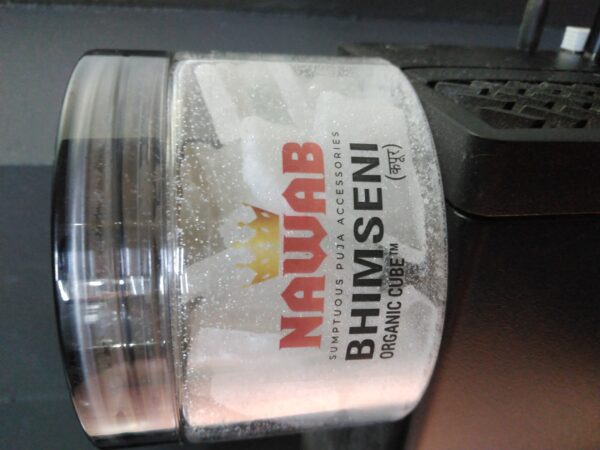 NAWAB
SUMPTUOUS PUJA ACCESSORIES
BHIMSENI
ORGANIC CUBE™ (कपूर)